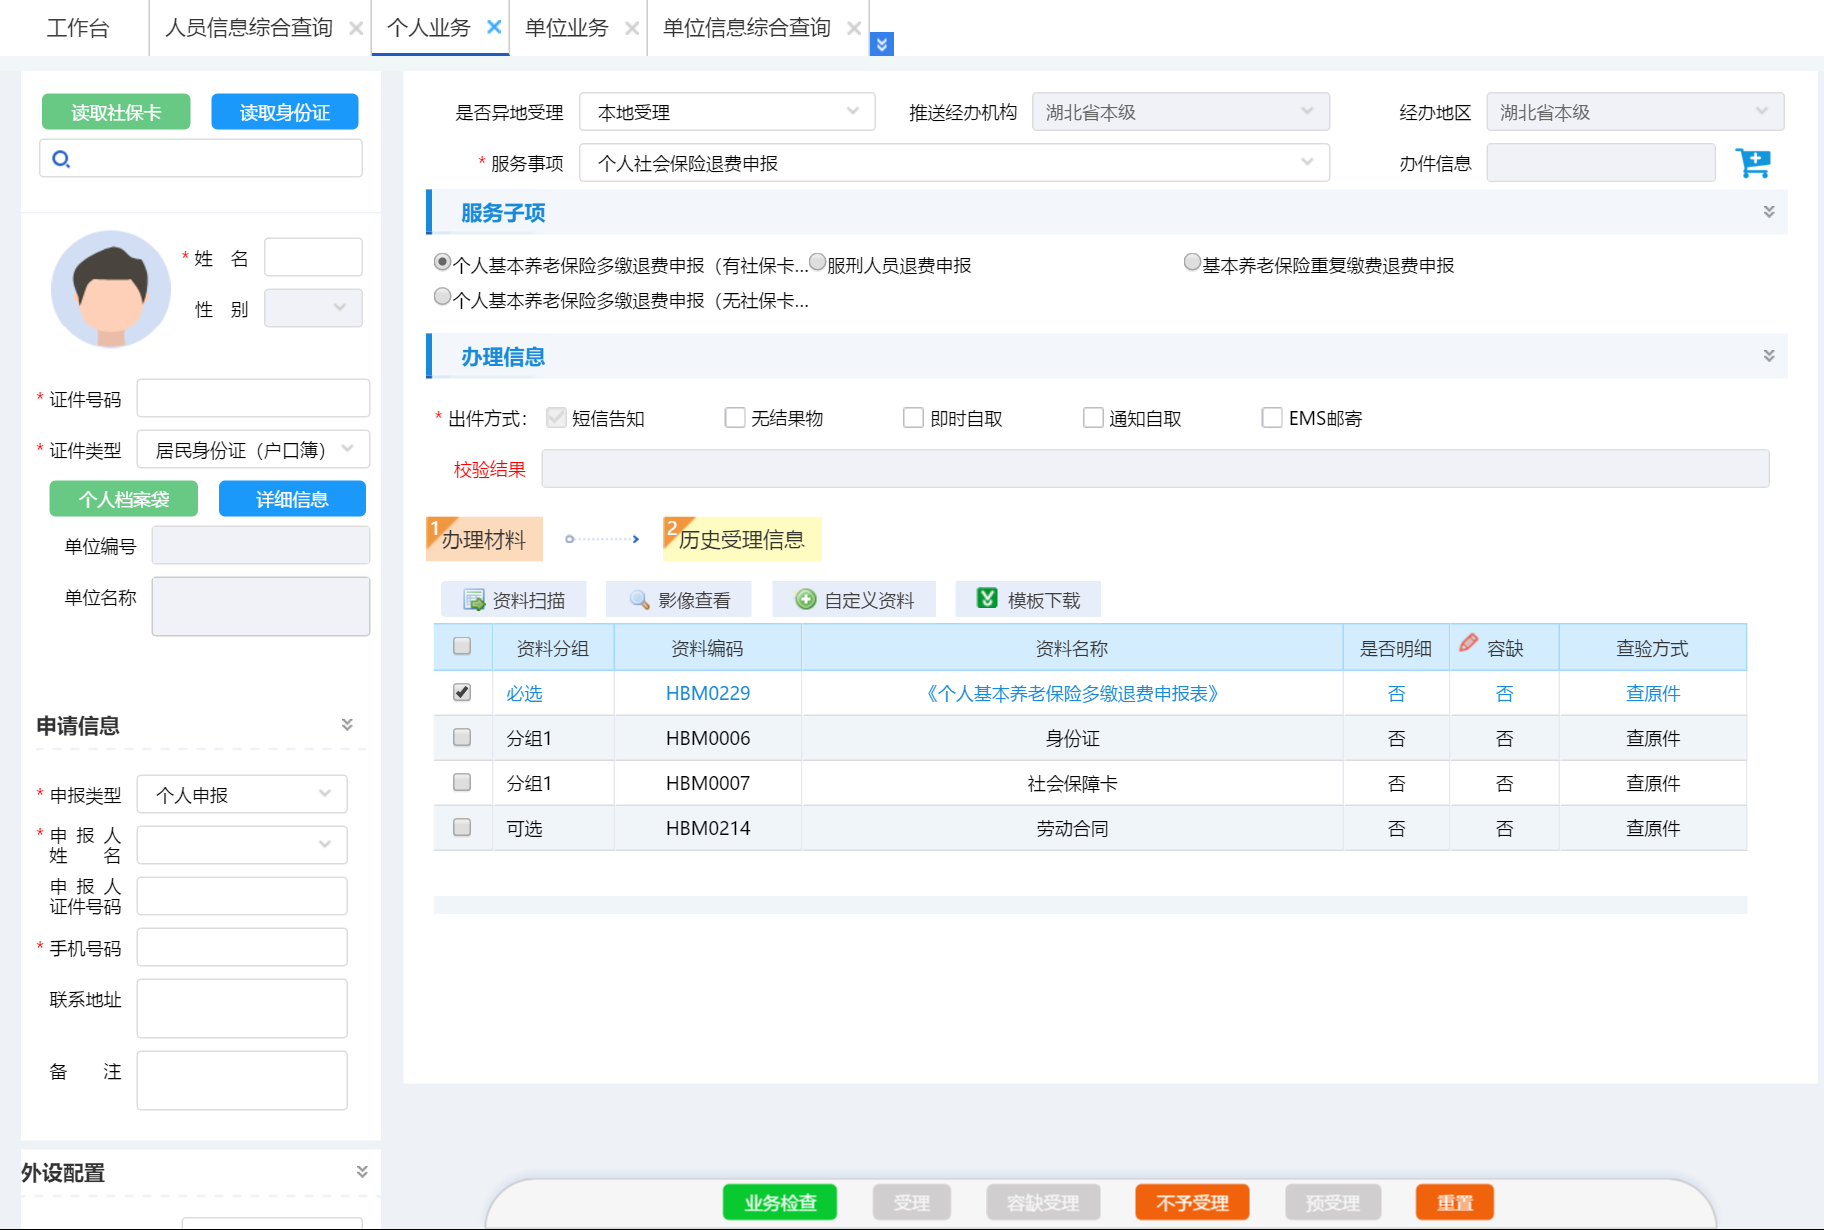 工作台 人员信息综合查询 个人业务 单位业务 单位信息综合查询
读取社保卡 读取身份证
是否异地受理 本地受理 推送经办机构 湖北省本级 经办地区 湖北省本级
* 服务事项 个人社会保险退费申报 办件信息
服务子项
个人基本养老保险多缴退费申报（有社保卡... 服刑人员退费申报 基本养老保险重复缴费退费申报
个人基本养老保险多缴退费申报（无社保卡...
* 姓 名
性 别
* 证件号码
* 证件类型 居民身份证（户口簿）
个人档案袋 详细信息
单位编号
单位名称
办理信息
* 出件方式： 短信告知 无结果物 即时自取 通知自取 EMS邮寄
校验结果
1 办理材料 2 历史受理信息
资料扫描 影像查看 自定义资料 模板下载
资料分组 资料编码 资料名称 是否明细 容缺 查验方式
必选 HBM0229 《个人基本养老保险多缴退费申报表》 否 否 查原件
分组1 HBM0006 身份证 否 否 查原件
分组1 HBM0007 社会保障卡 否 否 查原件
可选 HBM0214 劳动合同 否 否 查原件
申请信息
* 申报类型 个人申报
* 申 报 人
姓 名
申 报 人
证件号码
* 手机号码
联系地址
备 注
外设配置
业务检查 受理 容缺受理 不予受理 预受理 重置